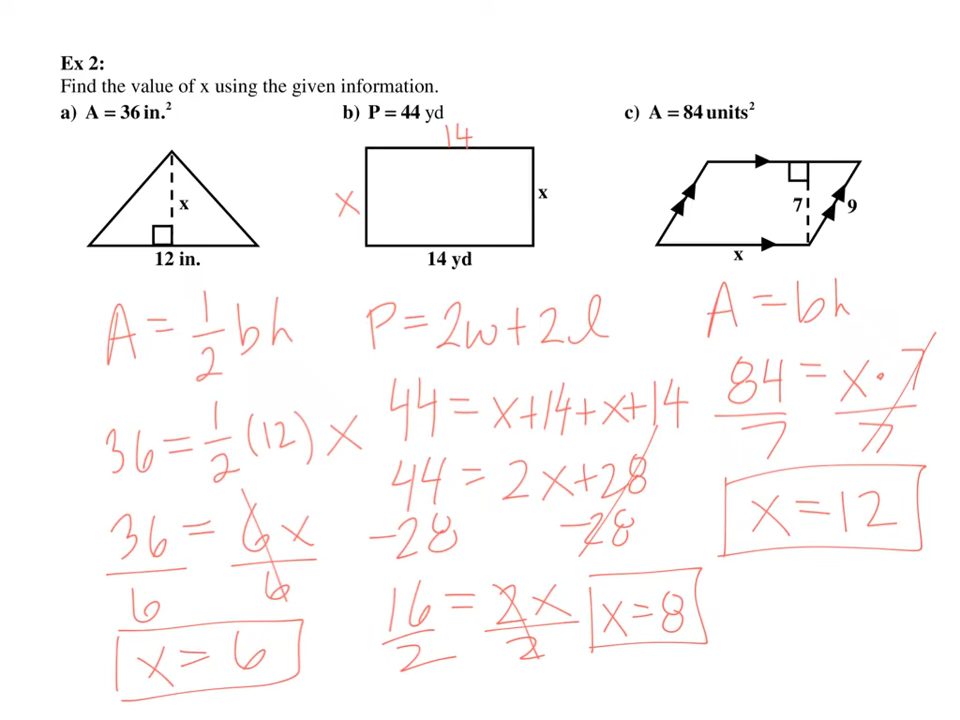 Ex 2:
Find the value of x using the given information.
a) A = 36 in.²
b) P = 44 yd
c) A = 84 units²
x
12 in.
14
x
x
14 yd
7
9
x
A = 1/2 bh
36 = 1/2 (12) x
36 = 6x
6 6
x = 6
P = 2w + 2l
44 = x + 14 + x + 14
44 = 2x + 28
-28 -28
16 = 2x
2 2
x = 8
A = bh
84 = x · 7
7 7
x = 12